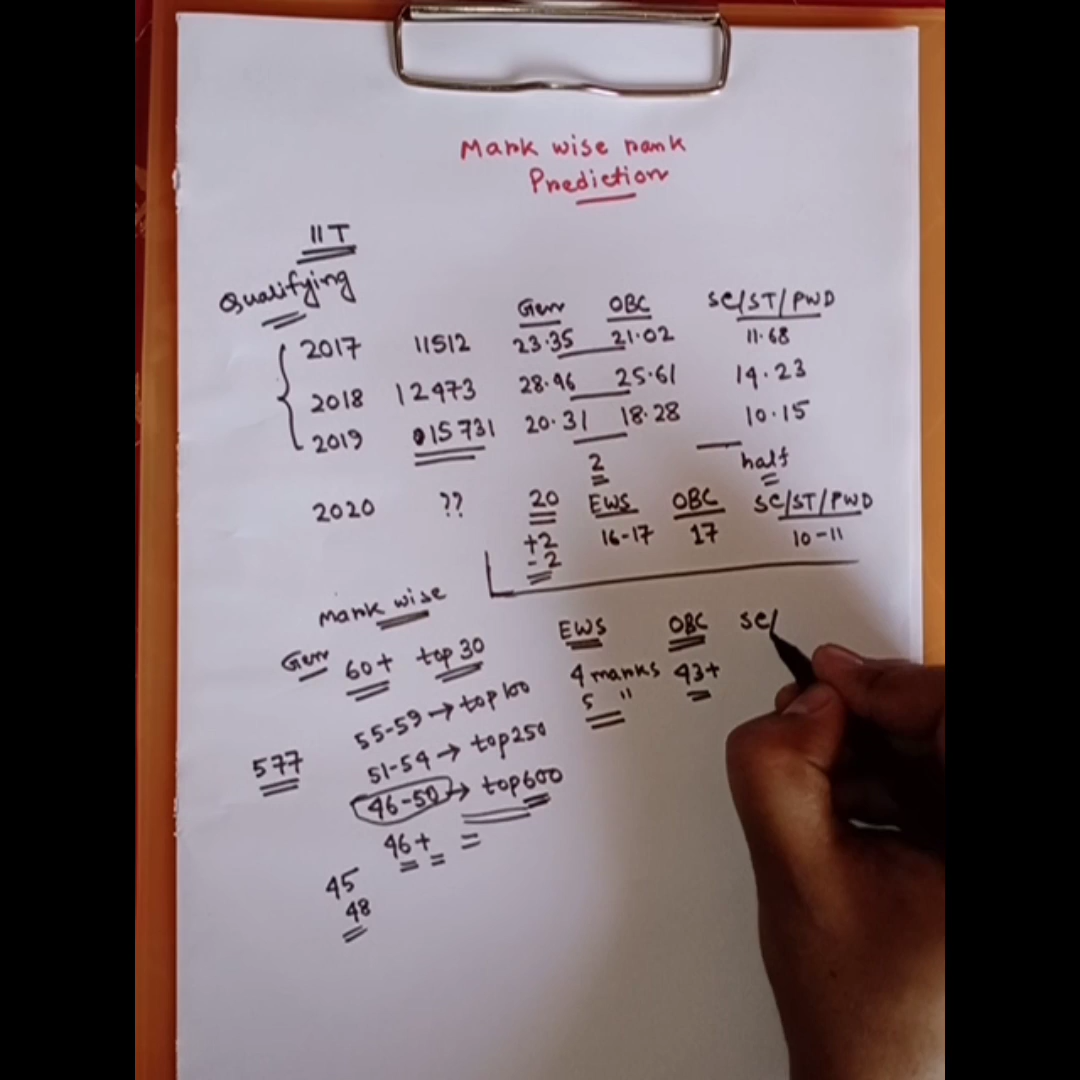 Mark wise rank
Prediction
IIT
Qualifying
Gen OBC SC/ST/PWD
2017 11512 23.35 21.02 11.68
2018 12473 28.46 25.61 14.23
2019 15731 20.31 18.28 10.15
2 half
2020 ?? 20 EWS OBC SC/ST/PWD
+2 16-17 17 10-11
-2
Mark wise
EWS OBC SC/
Gen 60+ top 30
4 marks 43+
5 "
55-59 → top 100
51-54 → top 250
577
46-50 → top 600
46+
45
48